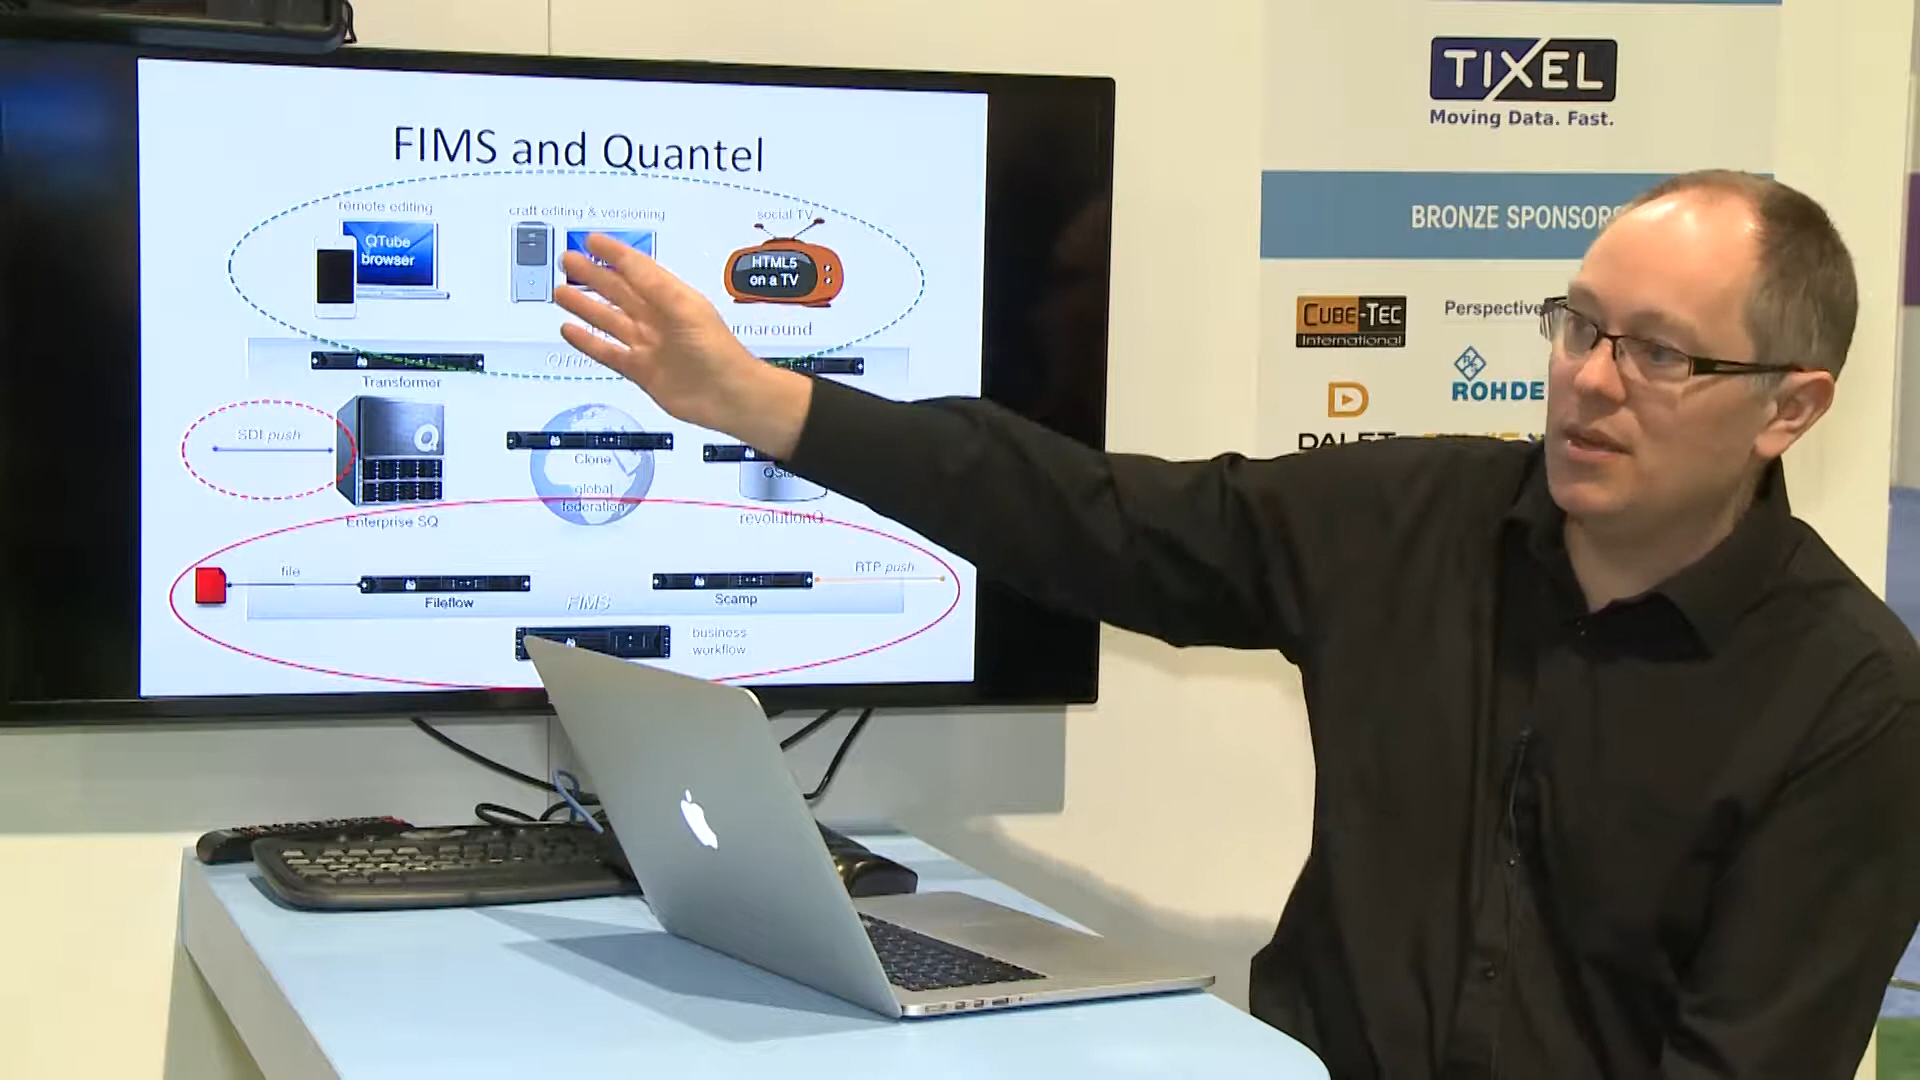 FIMS and Quantel
remote editing
craft editing & versioning
social TV
QTube
browser
HTML5
on a TV
Transformer
SDI push
Clone
global
federation
Enterprise SQ
revolutionQ
file
Fileflow
FIMS
Scamp
RTP push
business
workflow
TIXEL
Moving Data. Fast.
BRONZE SPONSORS
CUBE-TEC
International
Perspective
ROHDE